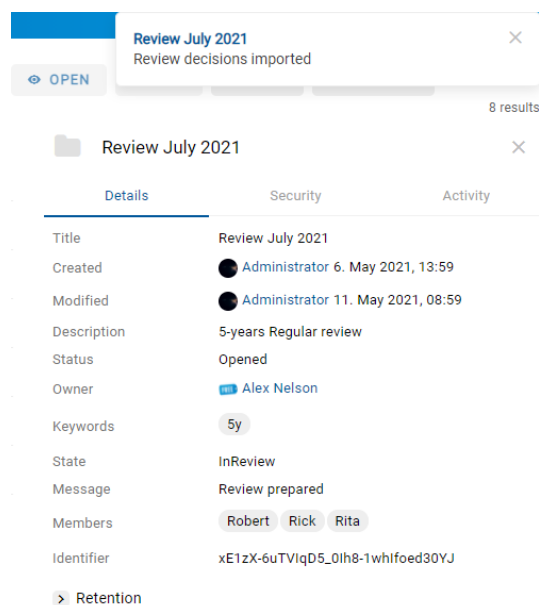 Review July 2021
Review decisions imported
OPEN
8 results
Review July 2021
Details Security Activity
Title Review July 2021
Created Administrator 6. May 2021, 13:59
Modified Administrator 11. May 2021, 08:59
Description 5-years Regular review
Status Opened
Owner Alex Nelson
Keywords 5y
State InReview
Message Review prepared
Members Robert Rick Rita
Identifier xE1zX-6uTVIqD5_0Ih8-1whIfoed30YJ
Retention